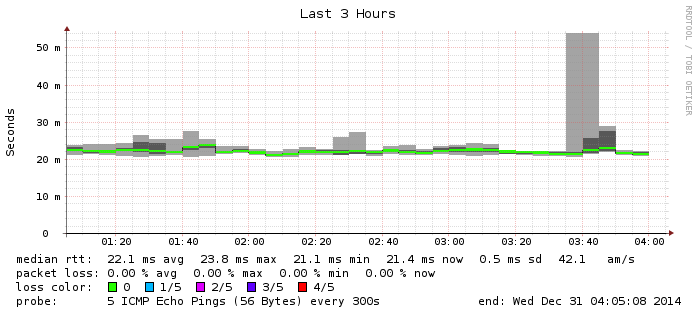 Last 3 Hours
RRDTOOL / TOBI OETIKER
Seconds
50 m
40 m
30 m
20 m
10 m
0
01:20 01:40 02:00 02:20 02:40 03:00 03:20 03:40 04:00
median rtt: 22.1 ms avg 23.8 ms max 21.1 ms min 21.4 ms now 0.5 ms sd 42.1 am/s
packet loss: 0.00 % avg 0.00 % max 0.00 % min 0.00 % now
loss color: 0 1/5 2/5 3/5 4/5
probe: 5 ICMP Echo Pings (56 Bytes) every 300s end: Wed Dec 31 04:05:08 2014